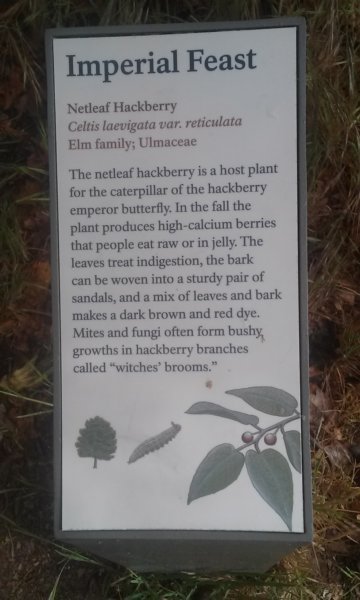 Imperial Feast
Netleaf Hackberry
Celtis laevigata var. reticulata
Elm family; Ulmaceae
The netleaf hackberry is a host plant
for the caterpillar of the hackberry
emperor butterfly. In the fall the
plant produces high-calcium berries
that people eat raw or in jelly. The
leaves treat indigestion, the bark
can be woven into a sturdy pair of
sandals, and a mix of leaves and bark
makes a dark brown and red dye.
Mites and fungi often form bushy
growths in hackberry branches
called “witches’ brooms.”